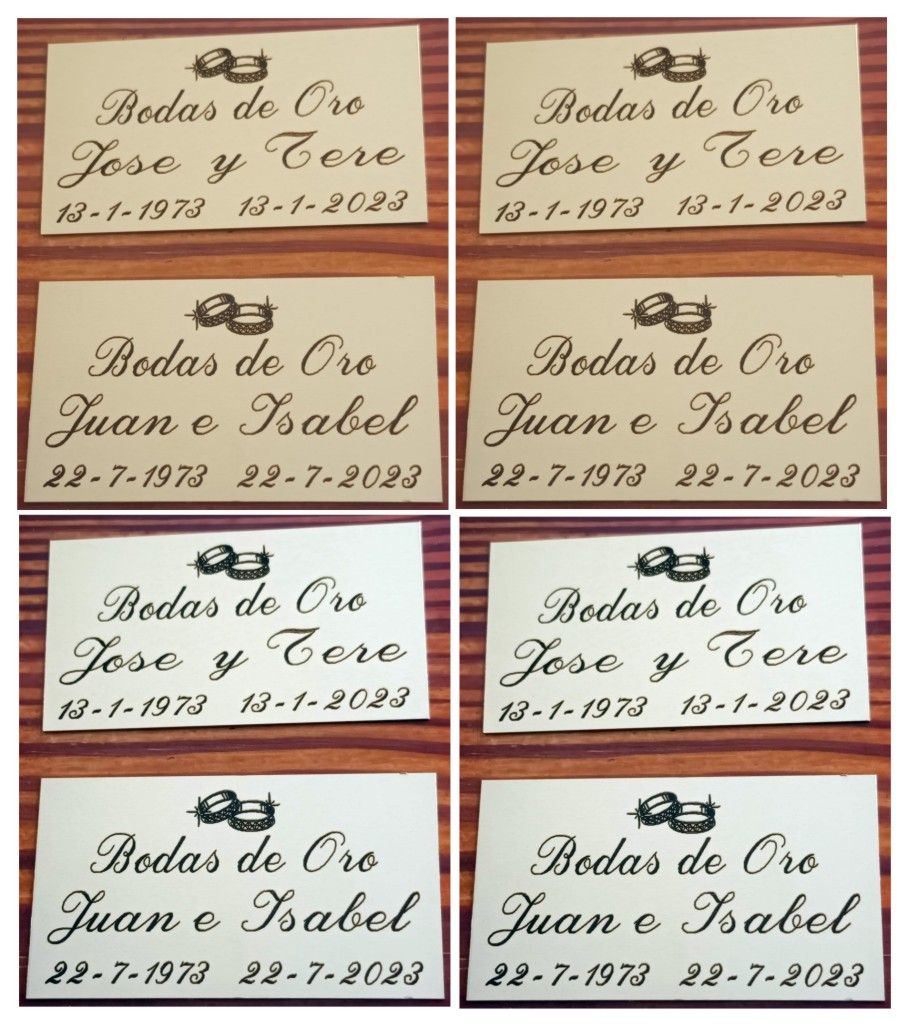 Bodas de Oro
Jose y Tere
13-1-1973 13-1-2023
Bodas de Oro
Jose y Tere
13-1-1973 13-1-2023
Bodas de Oro
Juan e Isabel
22-7-1973 22-7-2023
Bodas de Oro
Juan e Isabel
22-7-1973 22-7-2023
Bodas de Oro
Jose y Tere
13-1-1973 13-1-2023
Bodas de Oro
Jose y Tere
13-1-1973 13-1-2023
Bodas de Oro
Juan e Isabel
22-7-1973 22-7-2023
Bodas de Oro
Juan e Isabel
22-7-1973 22-7-2023